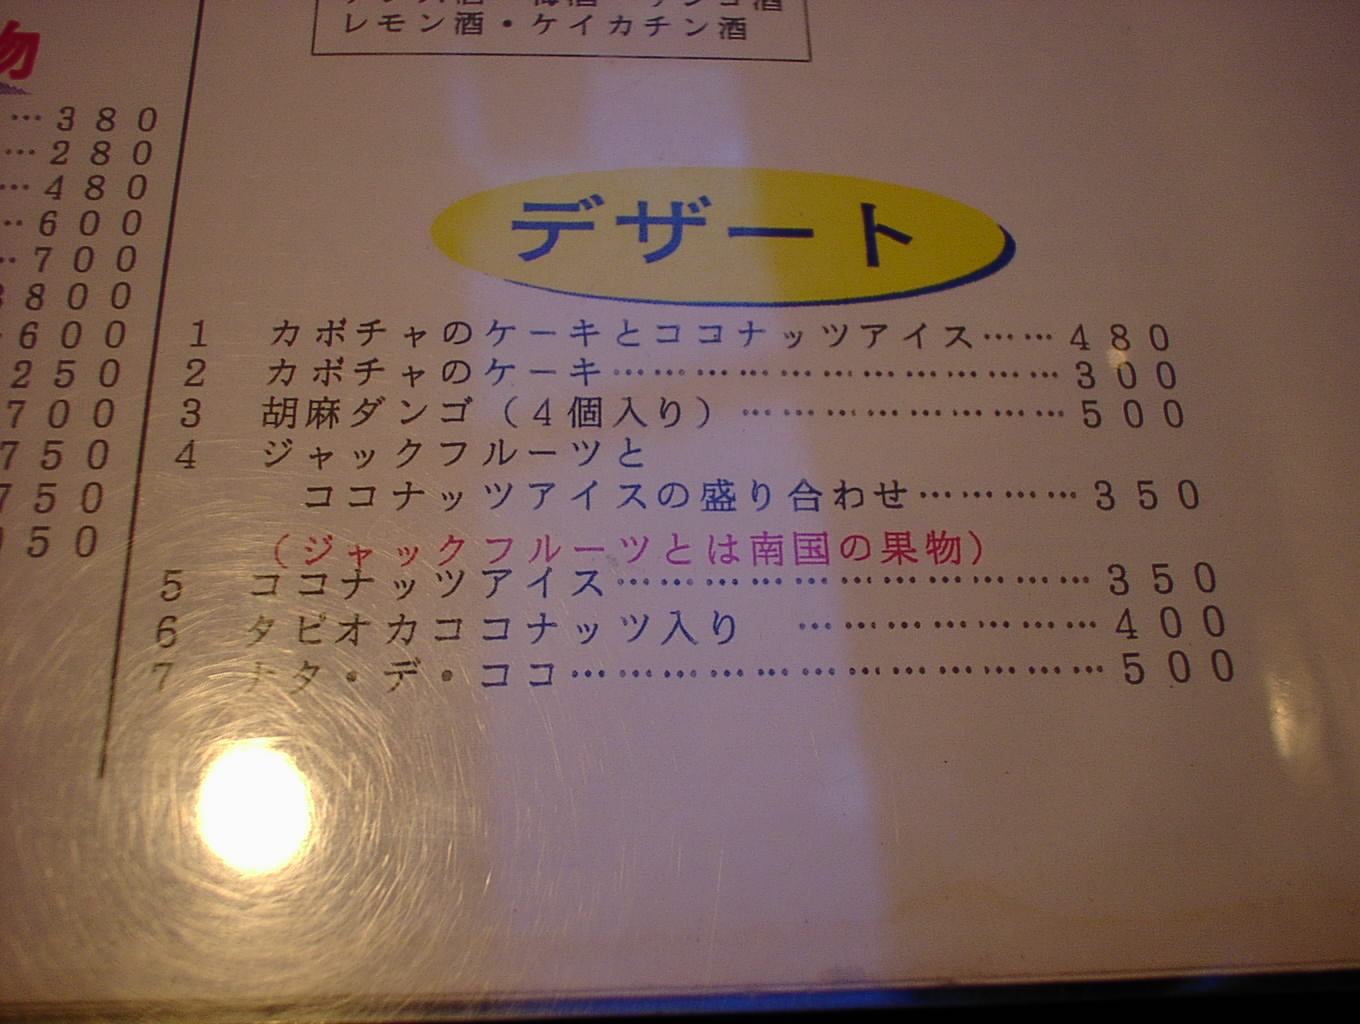 レモン酒・ケイカチン酒
物
…380
…280
…480
…600
…700
800
600
250
700
750
750
50
デザート
1 カボチャのケーキとココナッツアイス……480
2 カボチャのケーキ……………………………300
3 胡麻ダンゴ(4個入り)……………………500
4 ジャックフルーツと
ココナッツアイスの盛り合わせ…………350
(ジャックフルーツとは南国の果物)
5 ココナッツアイス………………………………350
6 タピオカココナッツ入り …………………400
7 ナタ・デ・ココ…………………………………500